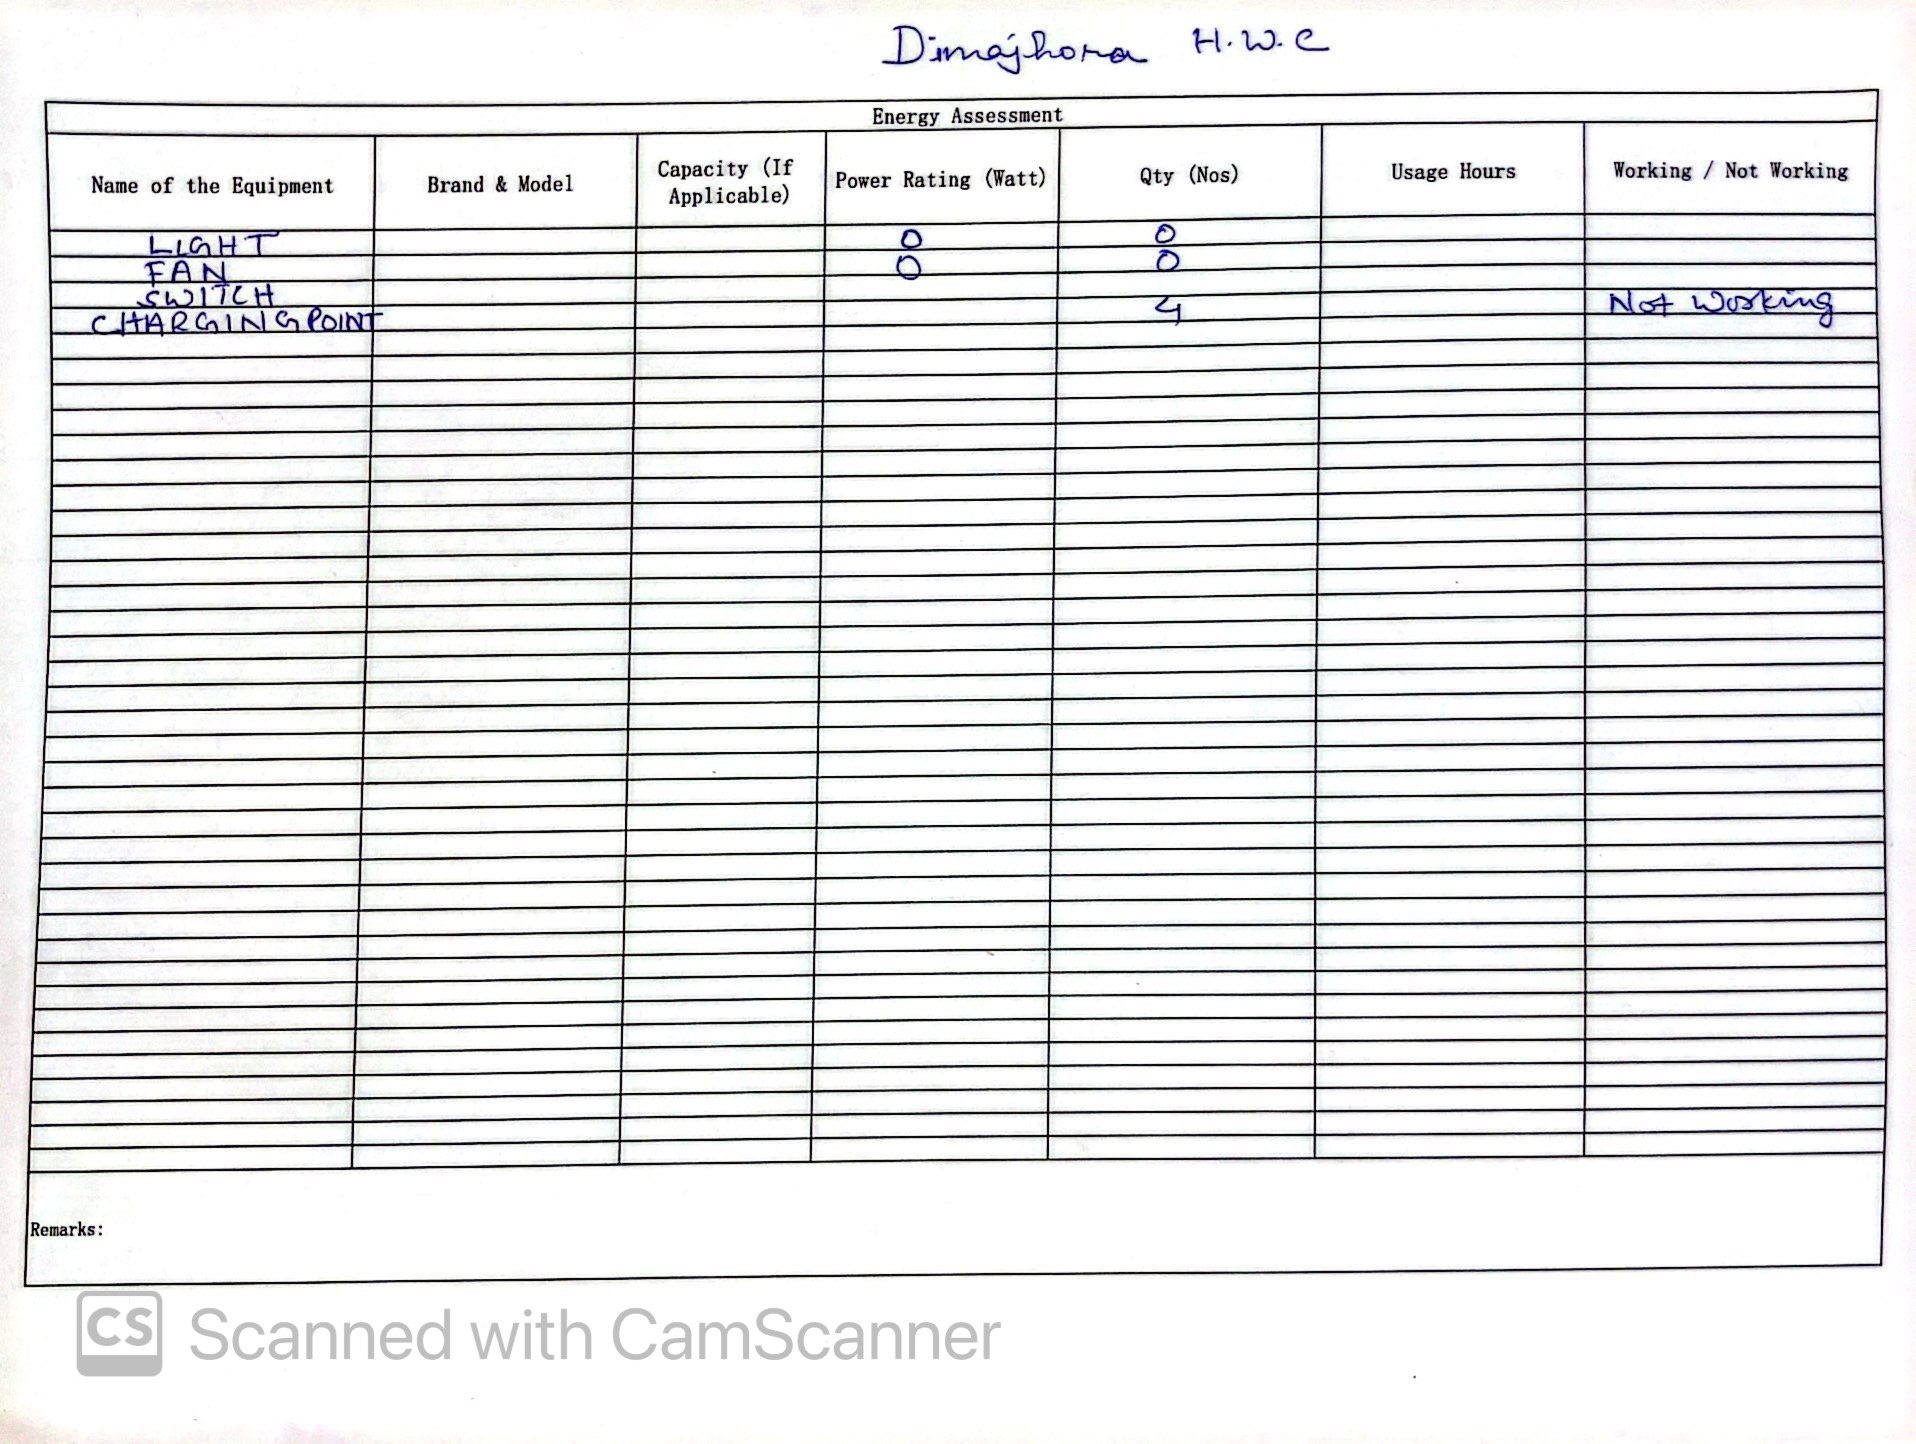 Dimajhora H.W.C
Energy Assessment
Name of the Equipment Brand & Model Capacity (If Applicable) Power Rating (Watt) Qty (Nos) Usage Hours Working / Not Working
LIGHT 0 0
FAN 0 0
SWITCH
CHARGING POINT 4 Not Working
Remarks:
CS Scanned with CamScanner